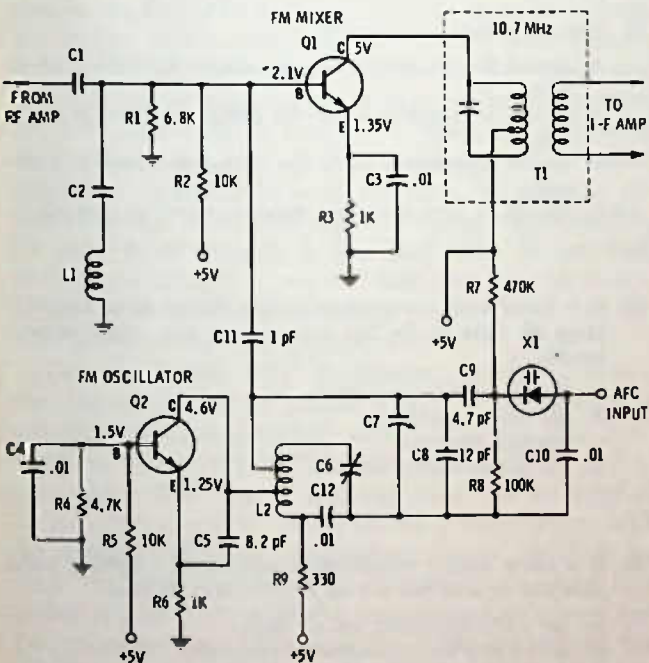 FM MIXER
10.7 MHz
Q1
C
5V
C1
2.1V
B
FROM
RF AMP
R1
6.8K
E
1.35V
TO
I-F AMP
T1
C2
R2
10K
C3
.01
R3
1K
+5V
L1
+5V
R7
470K
C11
1 pF
X1
FM OSCILLATOR
C9
AFC
INPUT
Q2
C
4.6V
C7
4.7 pF
C4
1.5V
B
C6
C8
12 pF
C10
.01
.01
E
1.25V
R4
4.7K
C12
R8
100K
R5
10K
C5
8.2 pF
L2
.01
R6
1K
R9
330
+5V
+5V